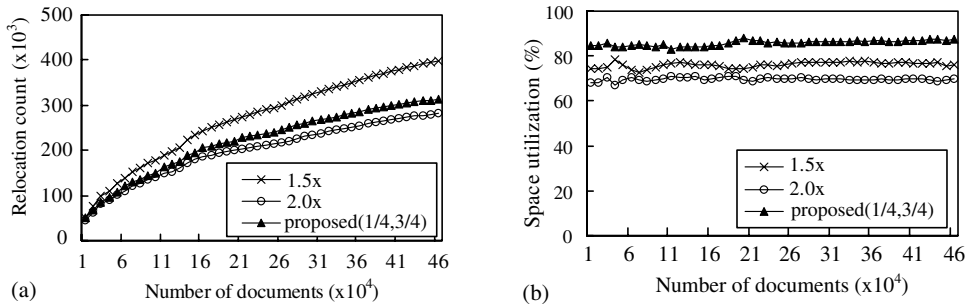 500
400
300
200
100
0
Relocation count (x10³)
1.5x
2.0x
proposed(1/4,3/4)
1 6 11 16 21 26 31 36 41 46
Number of documents (x10⁴)
(a)
100
80
60
40
20
0
Space utilization (%)
1.5x
2.0x
proposed(1/4,3/4)
1 6 11 16 21 26 31 36 41 46
Number of documents (x10⁴)
(b)